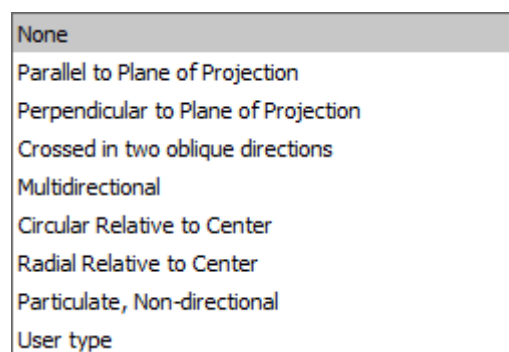 None
Parallel to Plane of Projection
Perpendicular to Plane of Projection
Crossed in two oblique directions
Multidirectional
Circular Relative to Center
Radial Relative to Center
Particulate, Non-directional
User type